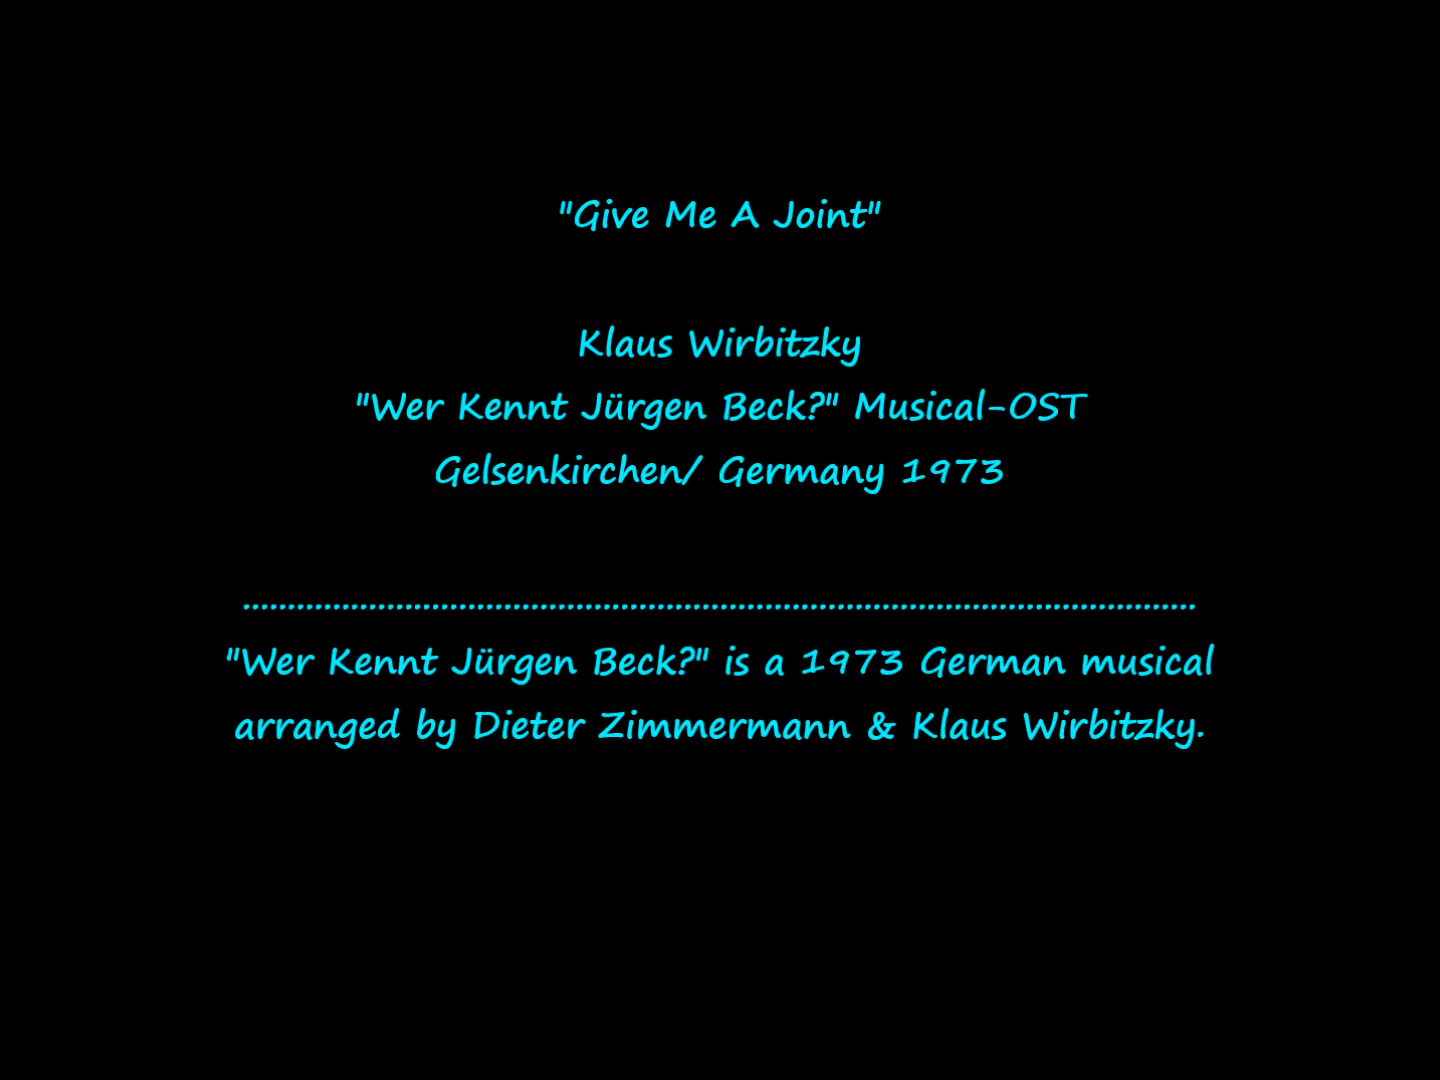 "Give Me A Joint"
Klaus Wirbitzky
"Wer Kennt Jürgen Beck?" Musical-OST
Gelsenkirchen/ Germany 1973
..........................................................................................................
"Wer Kennt Jürgen Beck?" is a 1973 German musical
arranged by Dieter Zimmermann & Klaus Wirbitzky.